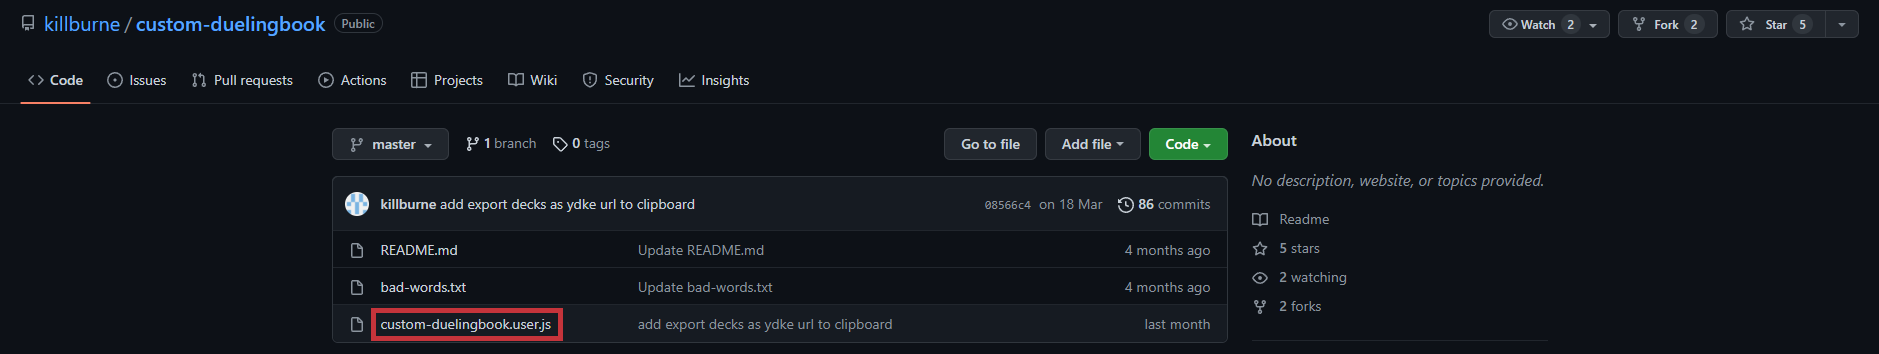 killburne / custom-duelingbook Public
Watch 2 Fork 2 Star 5
Code Issues Pull requests Actions Projects Wiki Security Insights
master 1 branch 0 tags Go to file Add file Code
killburne add export decks as ydke url to clipboard 08566c4 on 18 Mar 86 commits
README.md Update README.md 4 months ago
bad-words.txt Update bad-words.txt 4 months ago
custom-duelingbook.user.js add export decks as ydke url to clipboard last month
About
No description, website, or topics provided.
Readme
5 stars
2 watching
2 forks